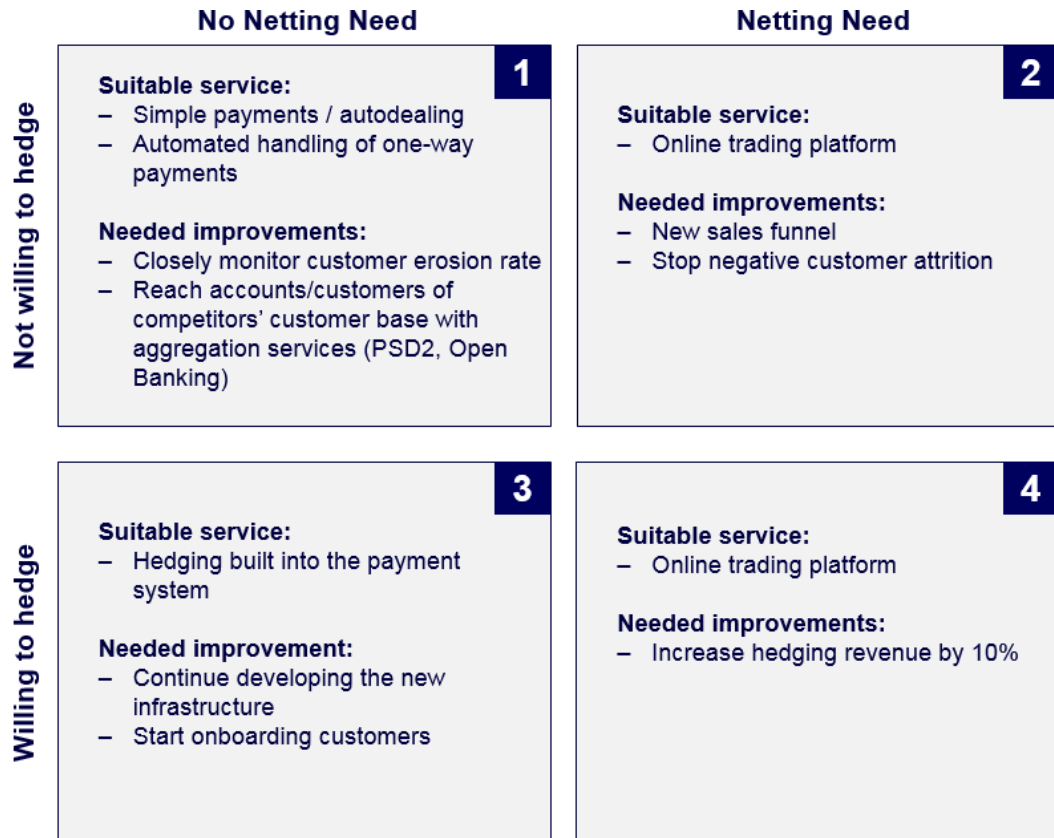 No Netting Need
Netting Need
Not willing to hedge
1
Suitable service:
– Simple payments / autodealing
– Automated handling of one-way
payments
Needed improvements:
– Closely monitor customer erosion rate
– Reach accounts/customers of
competitors’ customer base with
aggregation services (PSD2, Open
Banking)
2
Suitable service:
– Online trading platform
Needed improvements:
– New sales funnel
– Stop negative customer attrition
Willing to hedge
3
Suitable service:
– Hedging built into the payment
system
Needed improvement:
– Continue developing the new
infrastructure
– Start onboarding customers
4
Suitable service:
– Online trading platform
Needed improvements:
– Increase hedging revenue by 10%